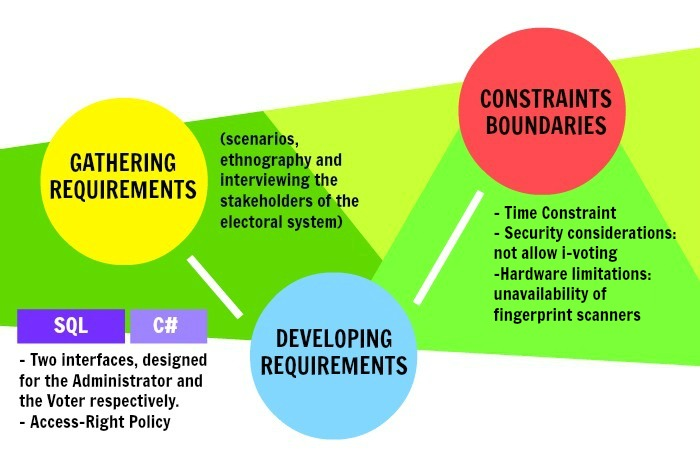 GATHERING
REQUIREMENTS
(scenarios,
ethnography and
interviewing the
stakeholders of the
electoral system)
CONSTRAINTS
BOUNDARIES
- Time Constraint
- Security considerations:
not allow i-voting
-Hardware limitations:
unavailability of
fingerprint scanners
SQL
C#
- Two interfaces, designed
for the Administrator and
the Voter respectively.
- Access-Right Policy
DEVELOPING
REQUIREMENTS